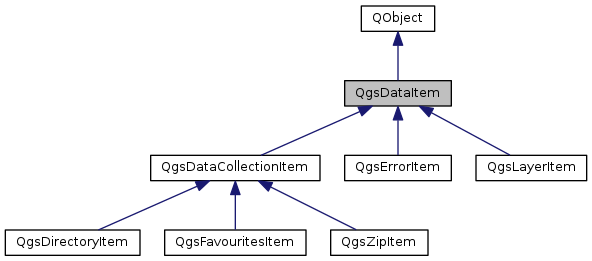 QObject
QgsDataItem
QgsDataCollectionItem
QgsErrorItem
QgsLayerItem
QgsDirectoryItem
QgsFavouritesItem
QgsZipItem